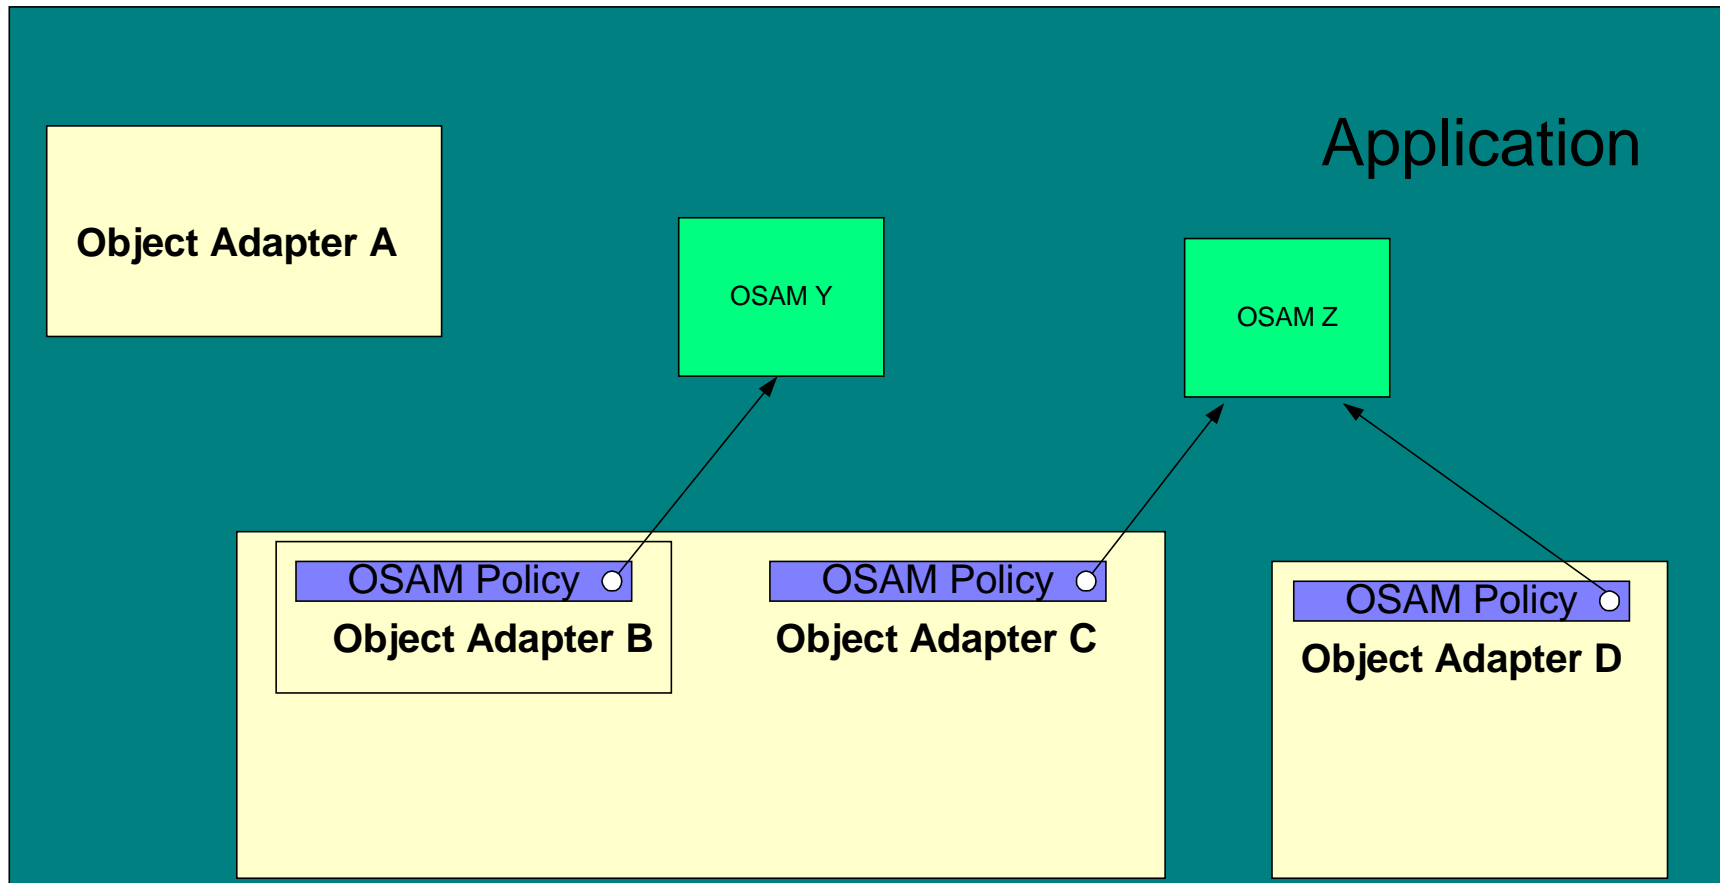 Application
Object Adapter A
OSAM Y
OSAM Z
OSAM Policy
Object Adapter B
OSAM Policy
Object Adapter C
OSAM Policy
Object Adapter D